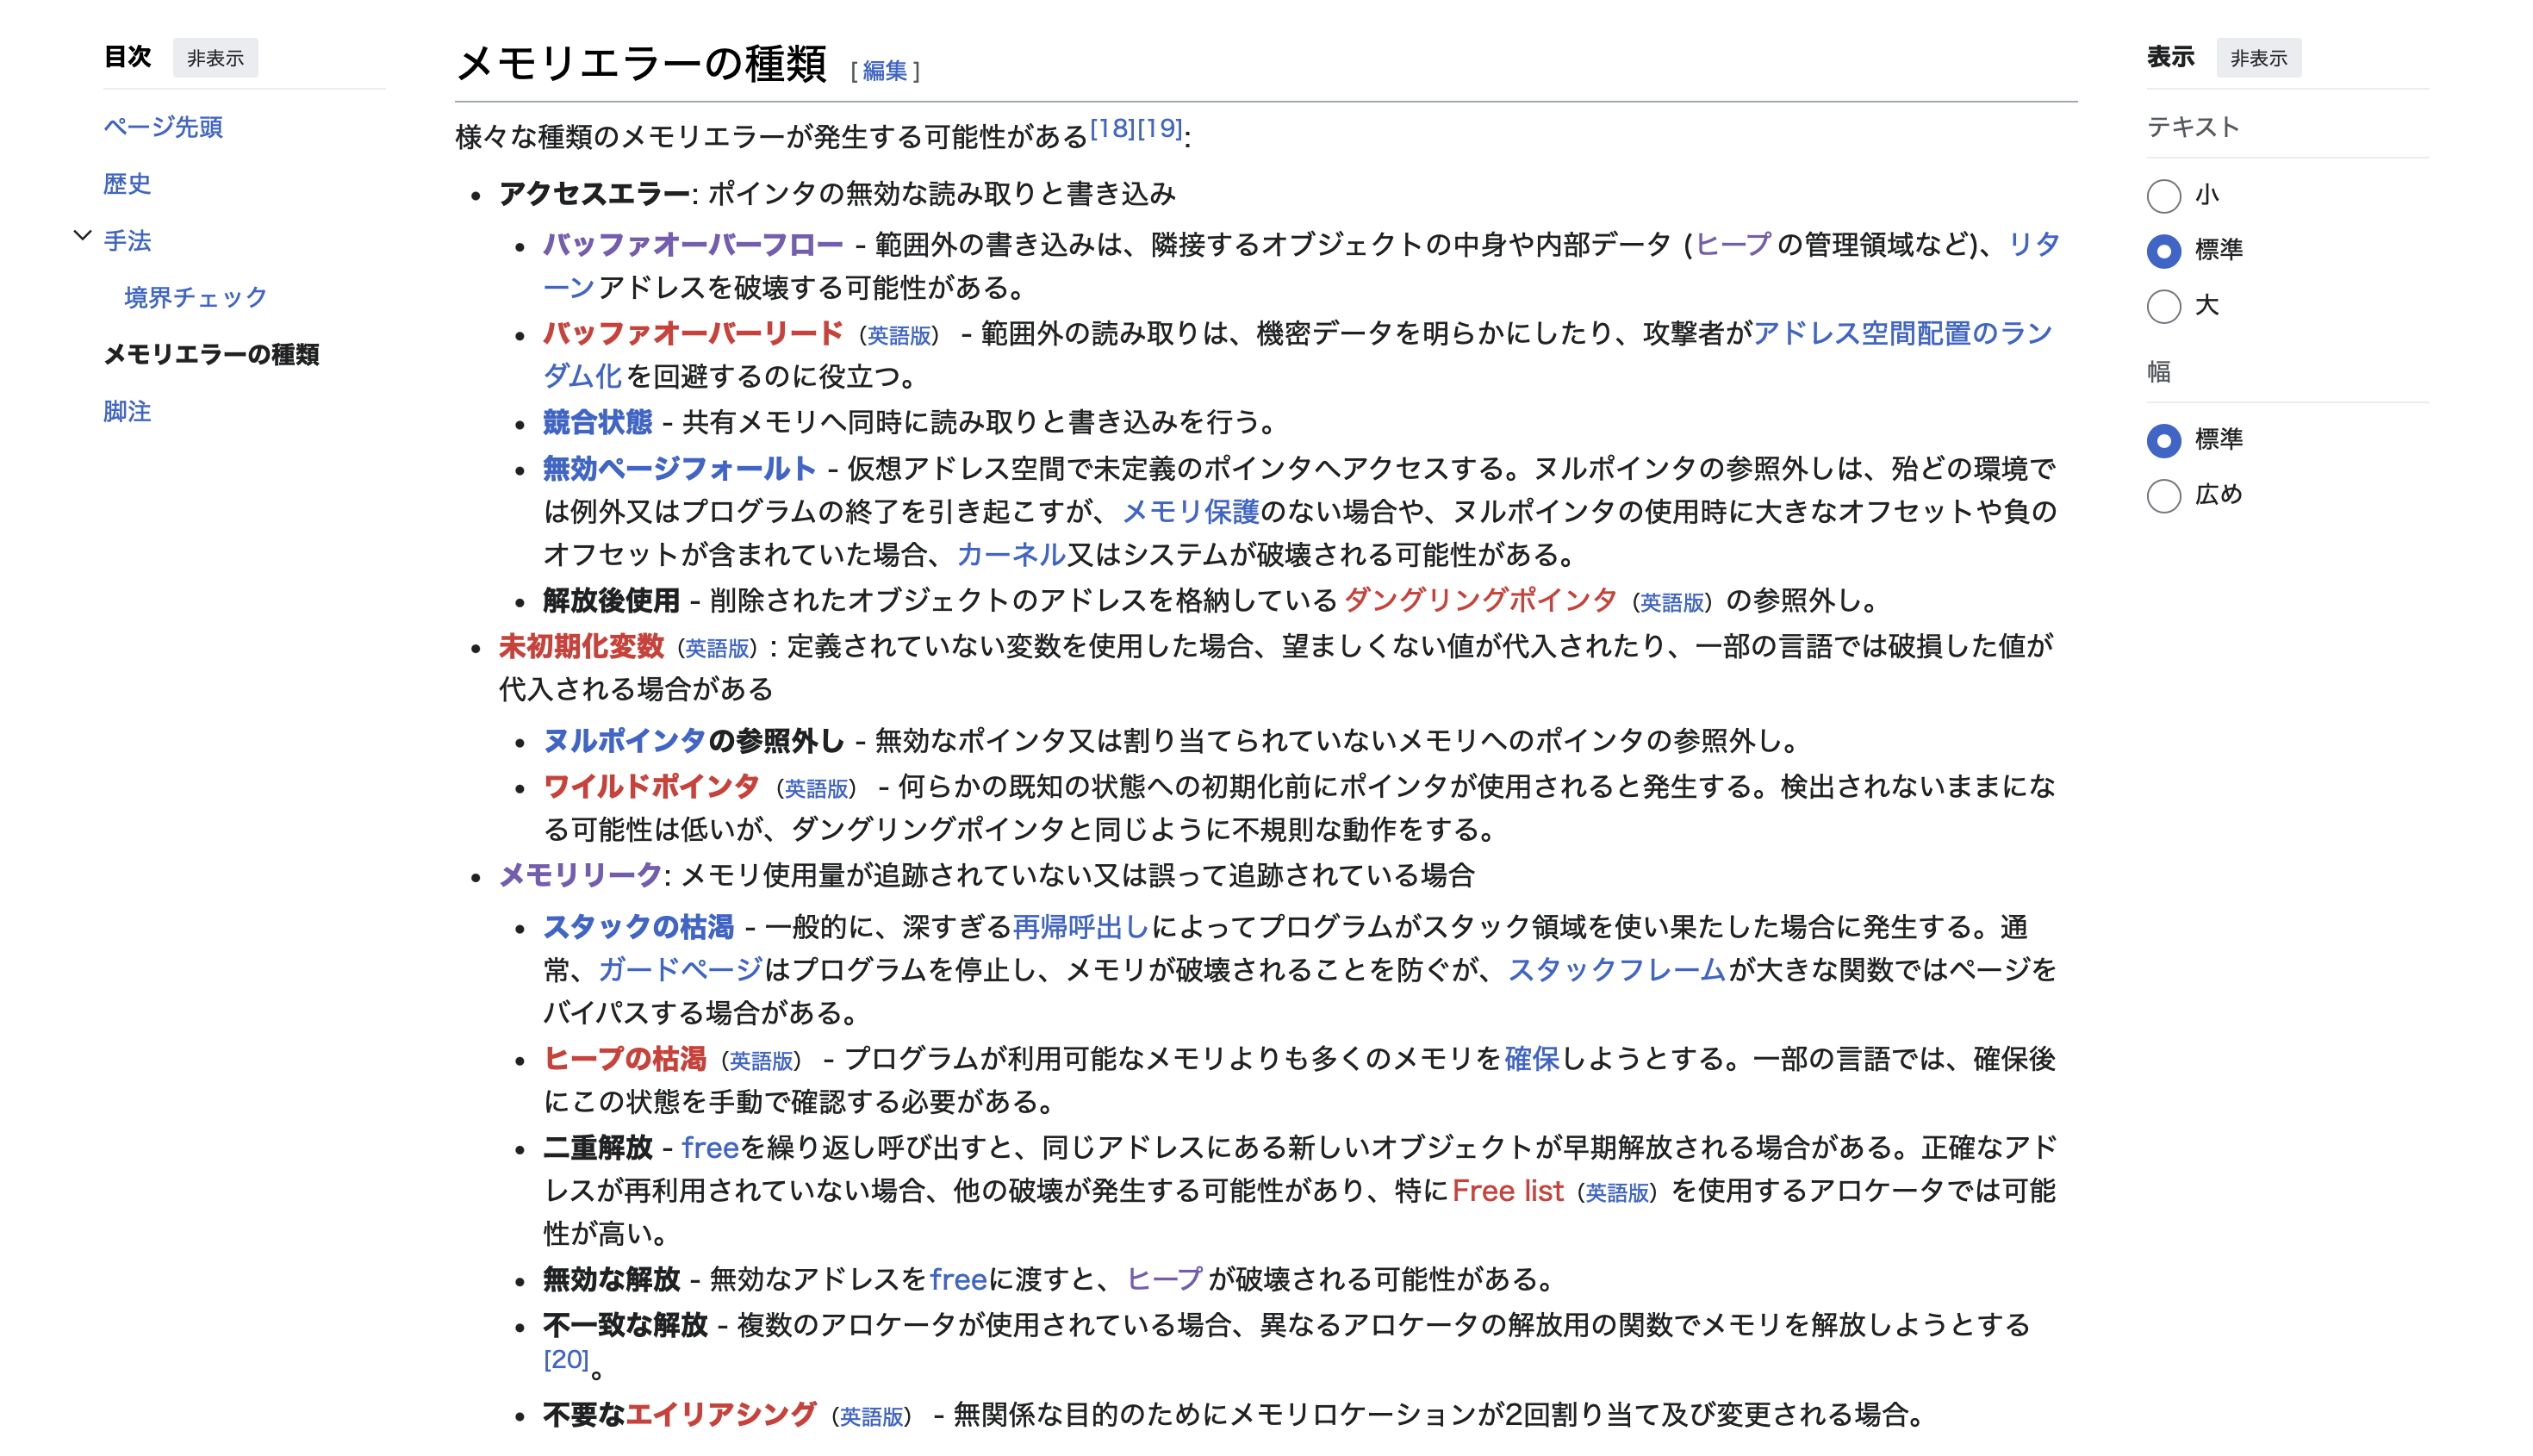 目次 非表示
ページ先頭
歴史
手法
境界チェック
メモリエラーの種類
脚注
メモリエラーの種類 [編集]
様々な種類のメモリエラーが発生する可能性がある[18][19]:
• アクセスエラー: ポインタの無効な読み取りと書き込み
• バッファオーバーフロー - 範囲外の書き込みは、隣接するオブジェクトの中身や内部データ (ヒープの管理領域など)、リタ
ーンアドレスを破壊する可能性がある。
• バッファオーバーリード（英語版） - 範囲外の読み取りは、機密データを明らかにしたり、攻撃者がアドレス空間配置のラン
ダム化を回避するのに役立つ。
• 競合状態 - 共有メモリへ同時に読み取りと書き込みを行う。
• 無効ページフォールト - 仮想アドレス空間で未定義のポインタへアクセスする。ヌルポインタの参照外しは、殆どの環境で
は例外又はプログラムの終了を引き起こすが、メモリ保護のない場合や、ヌルポインタの使用時に大きなオフセットや負の
オフセットが含まれていた場合、カーネル又はシステムが破壊される可能性がある。
• 解放後使用 - 削除されたオブジェクトのアドレスを格納しているダングリングポインタ（英語版）の参照外し。
• 未初期化変数（英語版）: 定義されていない変数を使用した場合、望ましくない値が代入されたり、一部の言語では破損した値が
代入される場合がある
• ヌルポインタの参照外し - 無効なポインタ又は割り当てられていないメモリへのポインタの参照外し。
• ワイルドポインタ（英語版） - 何らかの既知の状態への初期化前にポインタが使用されると発生する。検出されないままにな
る可能性は低いが、ダングリングポインタと同じように不規則な動作をする。
• メモリリーク: メモリ使用量が追跡されていない又は誤って追跡されている場合
• スタックの枯渇 - 一般的に、深すぎる再帰呼出しによってプログラムがスタック領域を使い果たした場合に発生する。通
常、ガードページはプログラムを停止し、メモリが破壊されることを防ぐが、スタックフレームが大きな関数ではページを
バイパスする場合がある。
• ヒープの枯渇（英語版） - プログラムが利用可能なメモリよりも多くのメモリを確保しようとする。一部の言語では、確保後
にこの状態を手動で確認する必要がある。
• 二重解放 - freeを繰り返し呼び出すと、同じアドレスにある新しいオブジェクトが早期解放される場合がある。正確なアド
レスが再利用されていない場合、他の破壊が発生する可能性があり、特にFree list（英語版）を使用するアロケータでは可能
性が高い。
• 無効な解放 - 無効なアドレスをfreeに渡すと、ヒープが破壊される可能性がある。
• 不一致な解放 - 複数のアロケータが使用されている場合、異なるアロケータの解放用の関数でメモリを解放しようとする
[20]。
• 不要なエイリアシング（英語版） - 無関係な目的のためにメモリロケーションが2回割り当て及び変更される場合。
表示 非表示
テキスト
小
標準
大
幅
標準
広め